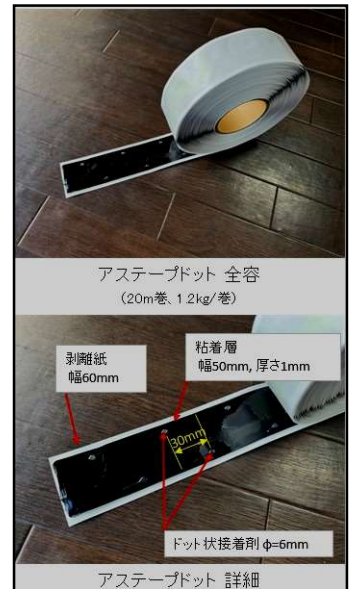 アステープドット 全容
(20m巻、1.2kg/巻)
剥離紙
幅60mm
粘着層
幅50mm, 厚さ1mm
30mm
ドット状接着剤 φ=6mm
アステープドット 詳細